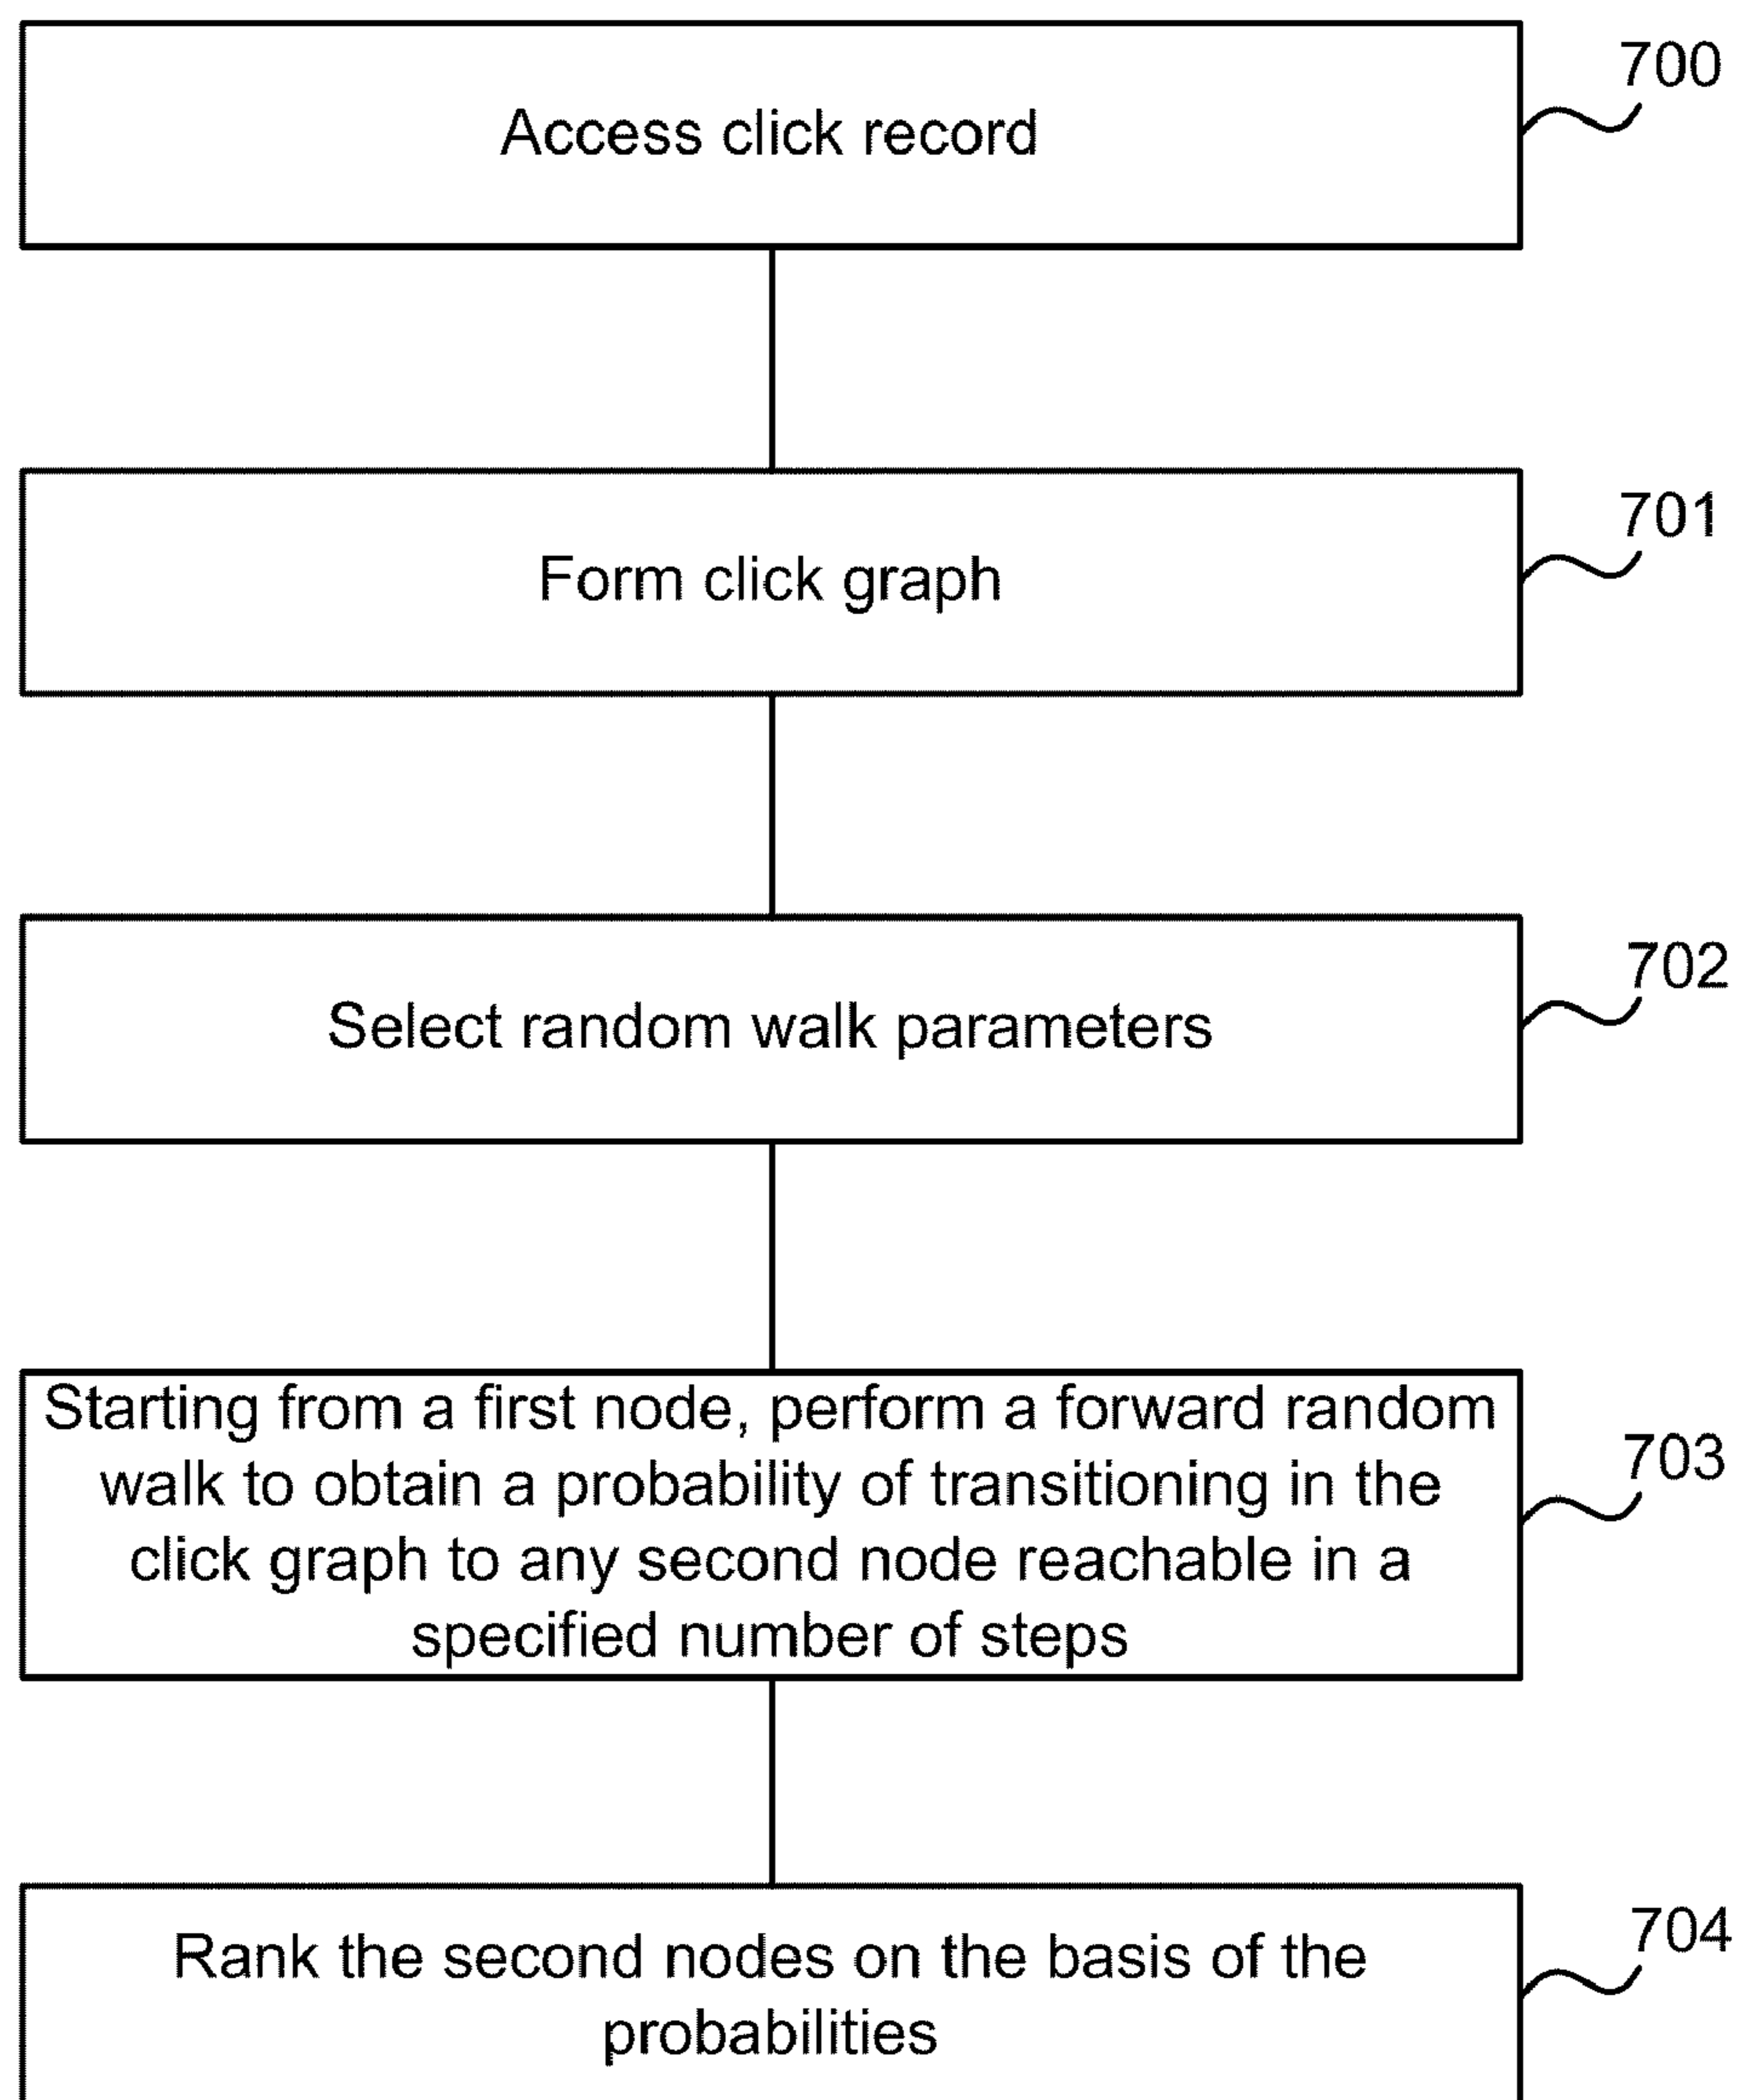 700
Access click record
701
Form click graph
702
Select random walk parameters
Starting from a first node, perform a forward random
walk to obtain a probability of transitioning in the
click graph to any second node reachable in a
specified number of steps
703
Rank the second nodes on the basis of the
probabilities
704